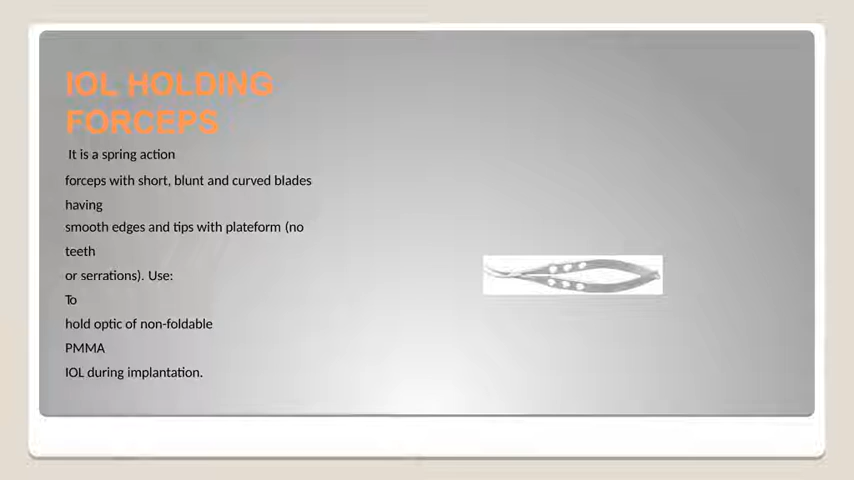 IOL HOLDING
FORCEPS
It is a spring action
forceps with short, blunt and curved blades
having
smooth edges and tips with plateform (no
teeth
or serrations). Use:
To
hold optic of non-foldable
PMMA
IOL during implantation.